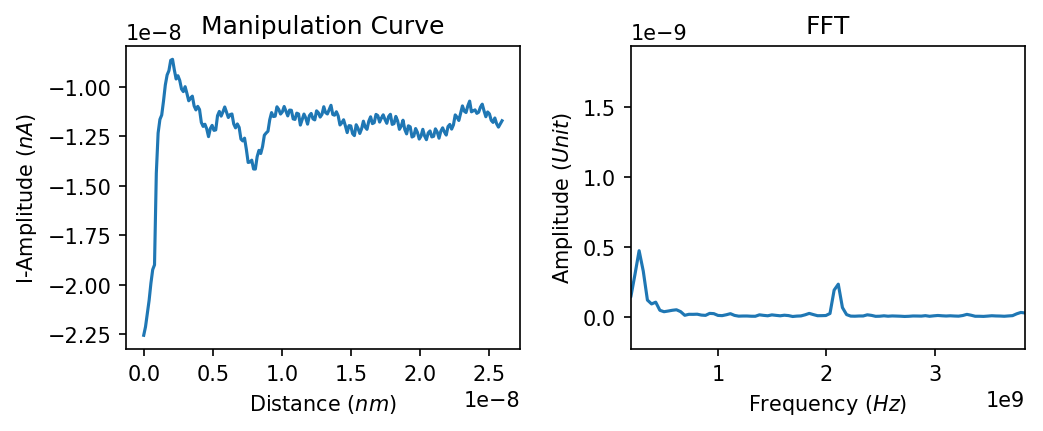 Manipulation Curve
1e−8
I-Amplitude (nA)
−1.00
−1.25
−1.50
−1.75
−2.00
−2.25
0.0 0.5 1.0 1.5 2.0 2.5
Distance (nm)
1e−8
FFT
1e−9
Amplitude (Unit)
1.5
1.0
0.5
0.0
1 2 3
Frequency (Hz)
1e9